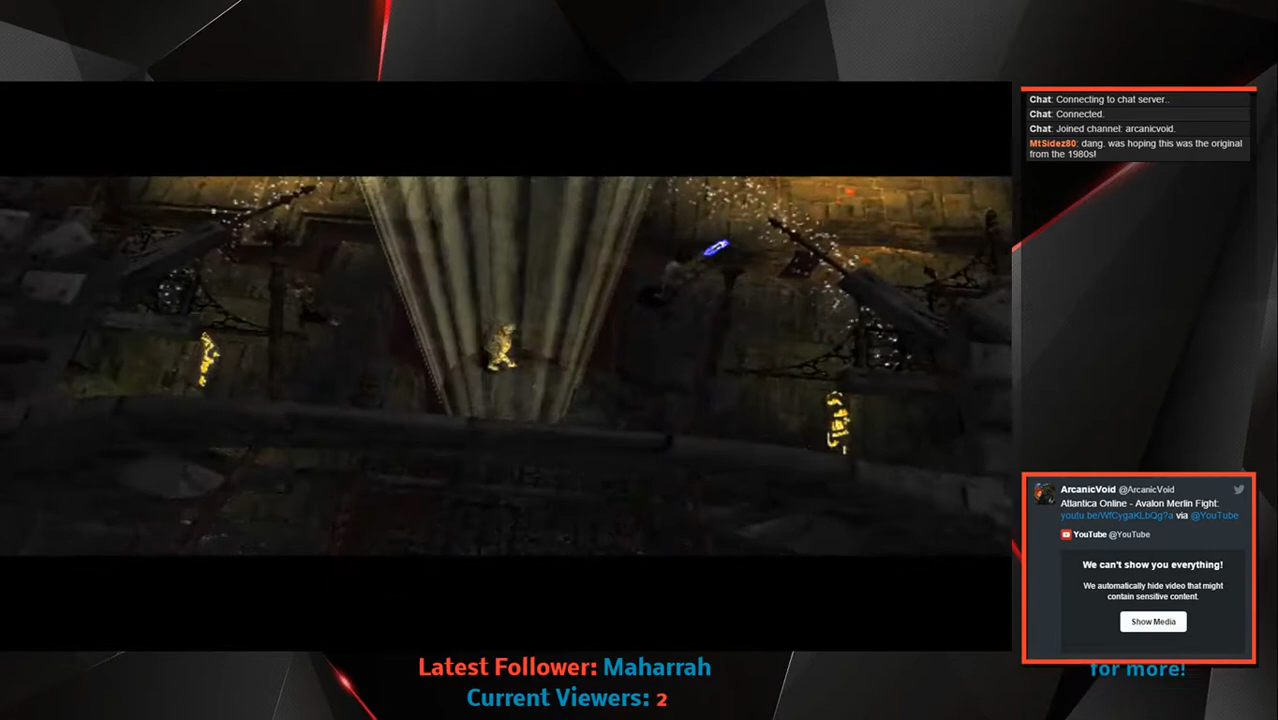 Chat: Connecting to chat server..
Chat: Connected.
Chat: Joined channel: arcanicvoid.
MtSidez80: dang. was hoping this was the original
from the 1980s!
ArcanicVoid @ArcanicVoid
Atlantica Online - Avalon Merlin Fight:
youtu.be/WfCygaKLbQg?a via @YouTube
YouTube @YouTube
We can't show you everything!
We automatically hide video that might
contain sensitive content.
Show Media
for more!
Latest Follower: Maharrah
Current Viewers: 2